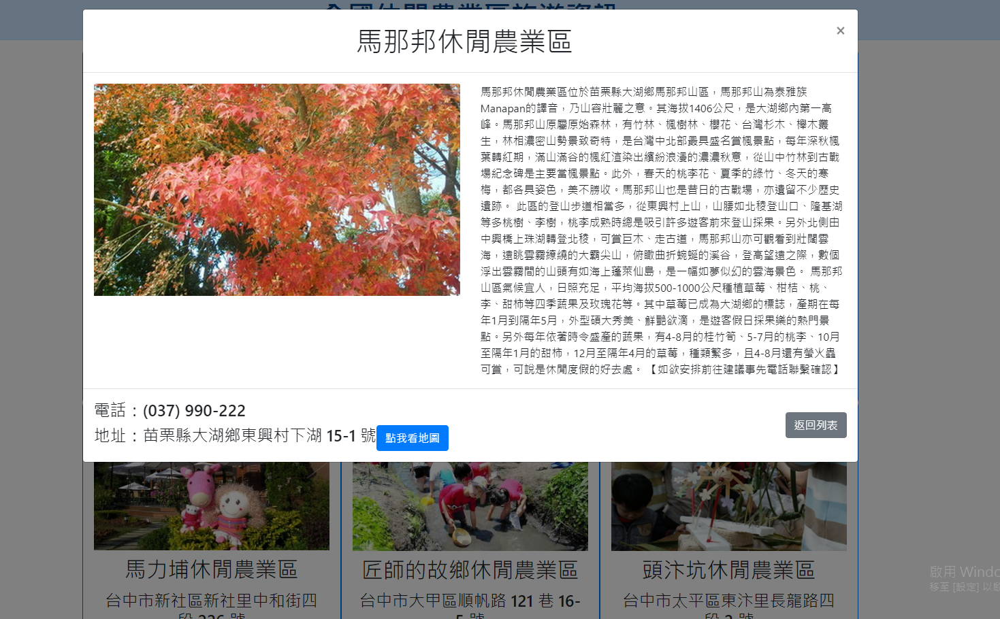 全國休閒農業區旅遊資訊
馬那邦休閒農業區
×
馬那邦休閒農業區位於苗栗縣大湖鄉馬那邦山區，馬那邦山為泰雅族
Manapan的譯音，乃山容壯麗之意。其海拔1406公尺，是大湖鄉內第一高
峰。馬那邦山原屬原始森林，有竹林、楓樹林、櫻花、台灣杉木、櫸木叢
生，林相濃密山勢景致奇特，是台灣中北部最具盛名賞楓景點，每年深秋楓
葉轉紅期，滿山滿谷的楓紅渲染出繽紛浪漫的濃濃秋意，從山中竹林到古戰
場紀念碑是主要當楓景點。此外，春天的桃李花、夏季的綠竹、冬天的寒
梅，都各具姿色，美不勝收。馬那邦山也是昔日的古戰場，亦遺留不少歷史
遺跡。 此區的登山步道相當多，從東興村上山，山腰如北稜登山口、隆基湖
等多桃樹、李樹，桃李成熟時總是吸引許多遊客前來登山採果。另外北側由
中興橋上珠湖轉登北稜，可賞巨木、走古道，馬那邦山亦可觀看到壯闊雲
海，遠眺雲霧繚繞的大霸尖山，俯瞰曲折蜿蜒的溪谷，登高望遠之際，數個
浮出雲霧間的山頭有如海上蓬萊仙島，是一幅如夢似幻的雲海景色。 馬那邦
山區氣候宜人，日照充足，平均海拔500-1000公尺種植草莓、柑桔、桃、
李、甜柿等四季蔬果及玫瑰花等。其中草莓已成為大湖鄉的標誌，產期在每
年1月到隔年5月，外型碩大秀美、鮮艷欲滴，是遊客假日採果樂的熱門景
點。另外每年依著時令盛產的蔬果，有4-8月的桂竹筍、5-7月的桃李、10月
至隔年1月的甜柿，12月至隔年4月的草莓，種類繁多，且4-8月還有螢火蟲
可賞，可說是休閒度假的好去處。 【如欲安排前往建議事先電話聯繫確認】
電話：(037) 990-222
地址：苗栗縣大湖鄉東興村下湖 15-1 號 點我看地圖
返回列表
馬力埔休閒農業區
台中市新社區新社里中和街四
段 226 號
匠師的故鄉休閒農業區
台中市大甲區順帆路 121 巷 16-
5 號
頭汴坑休閒農業區
台中市太平區東汴里長龍路四
段 2 號
啟用 Windo
移至 [設定] 以啟